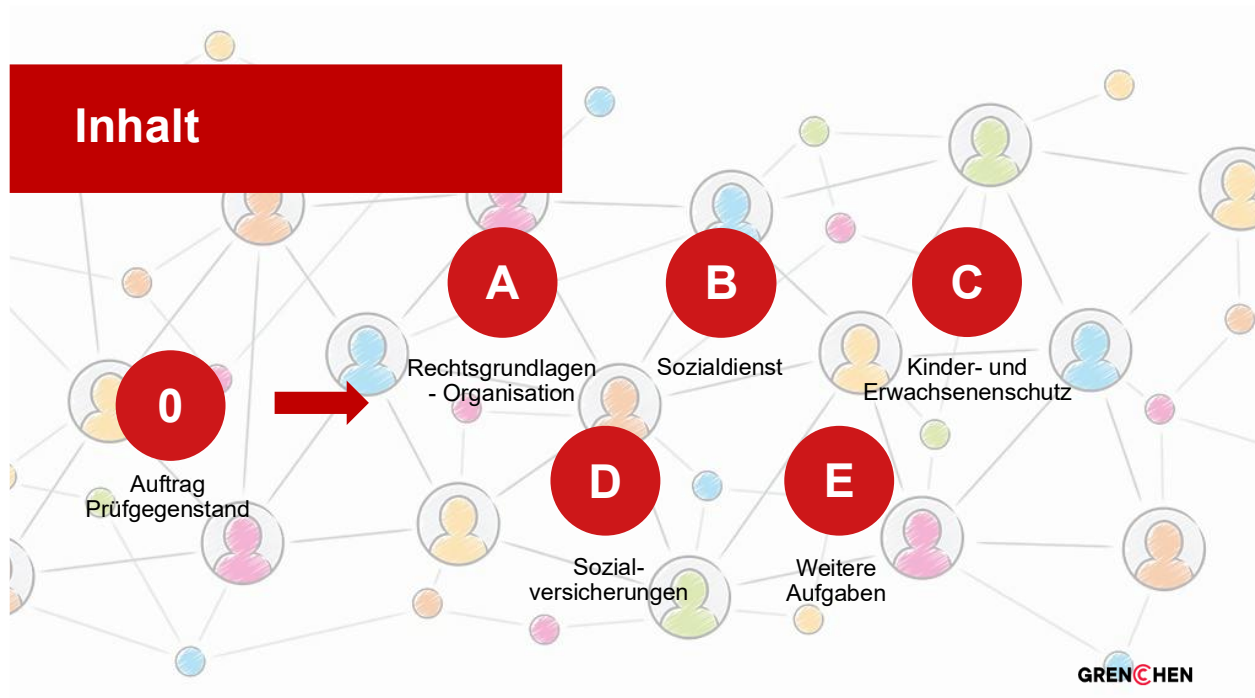 Inhalt
A
Rechtsgrundlagen
- Organisation
B
Sozialdienst
C
Kinder- und
Erwachsenenschutz
0
Auftrag
Prüfgegenstand
D
Sozial-
versicherungen
E
Weitere
Aufgaben
GRENCHEN